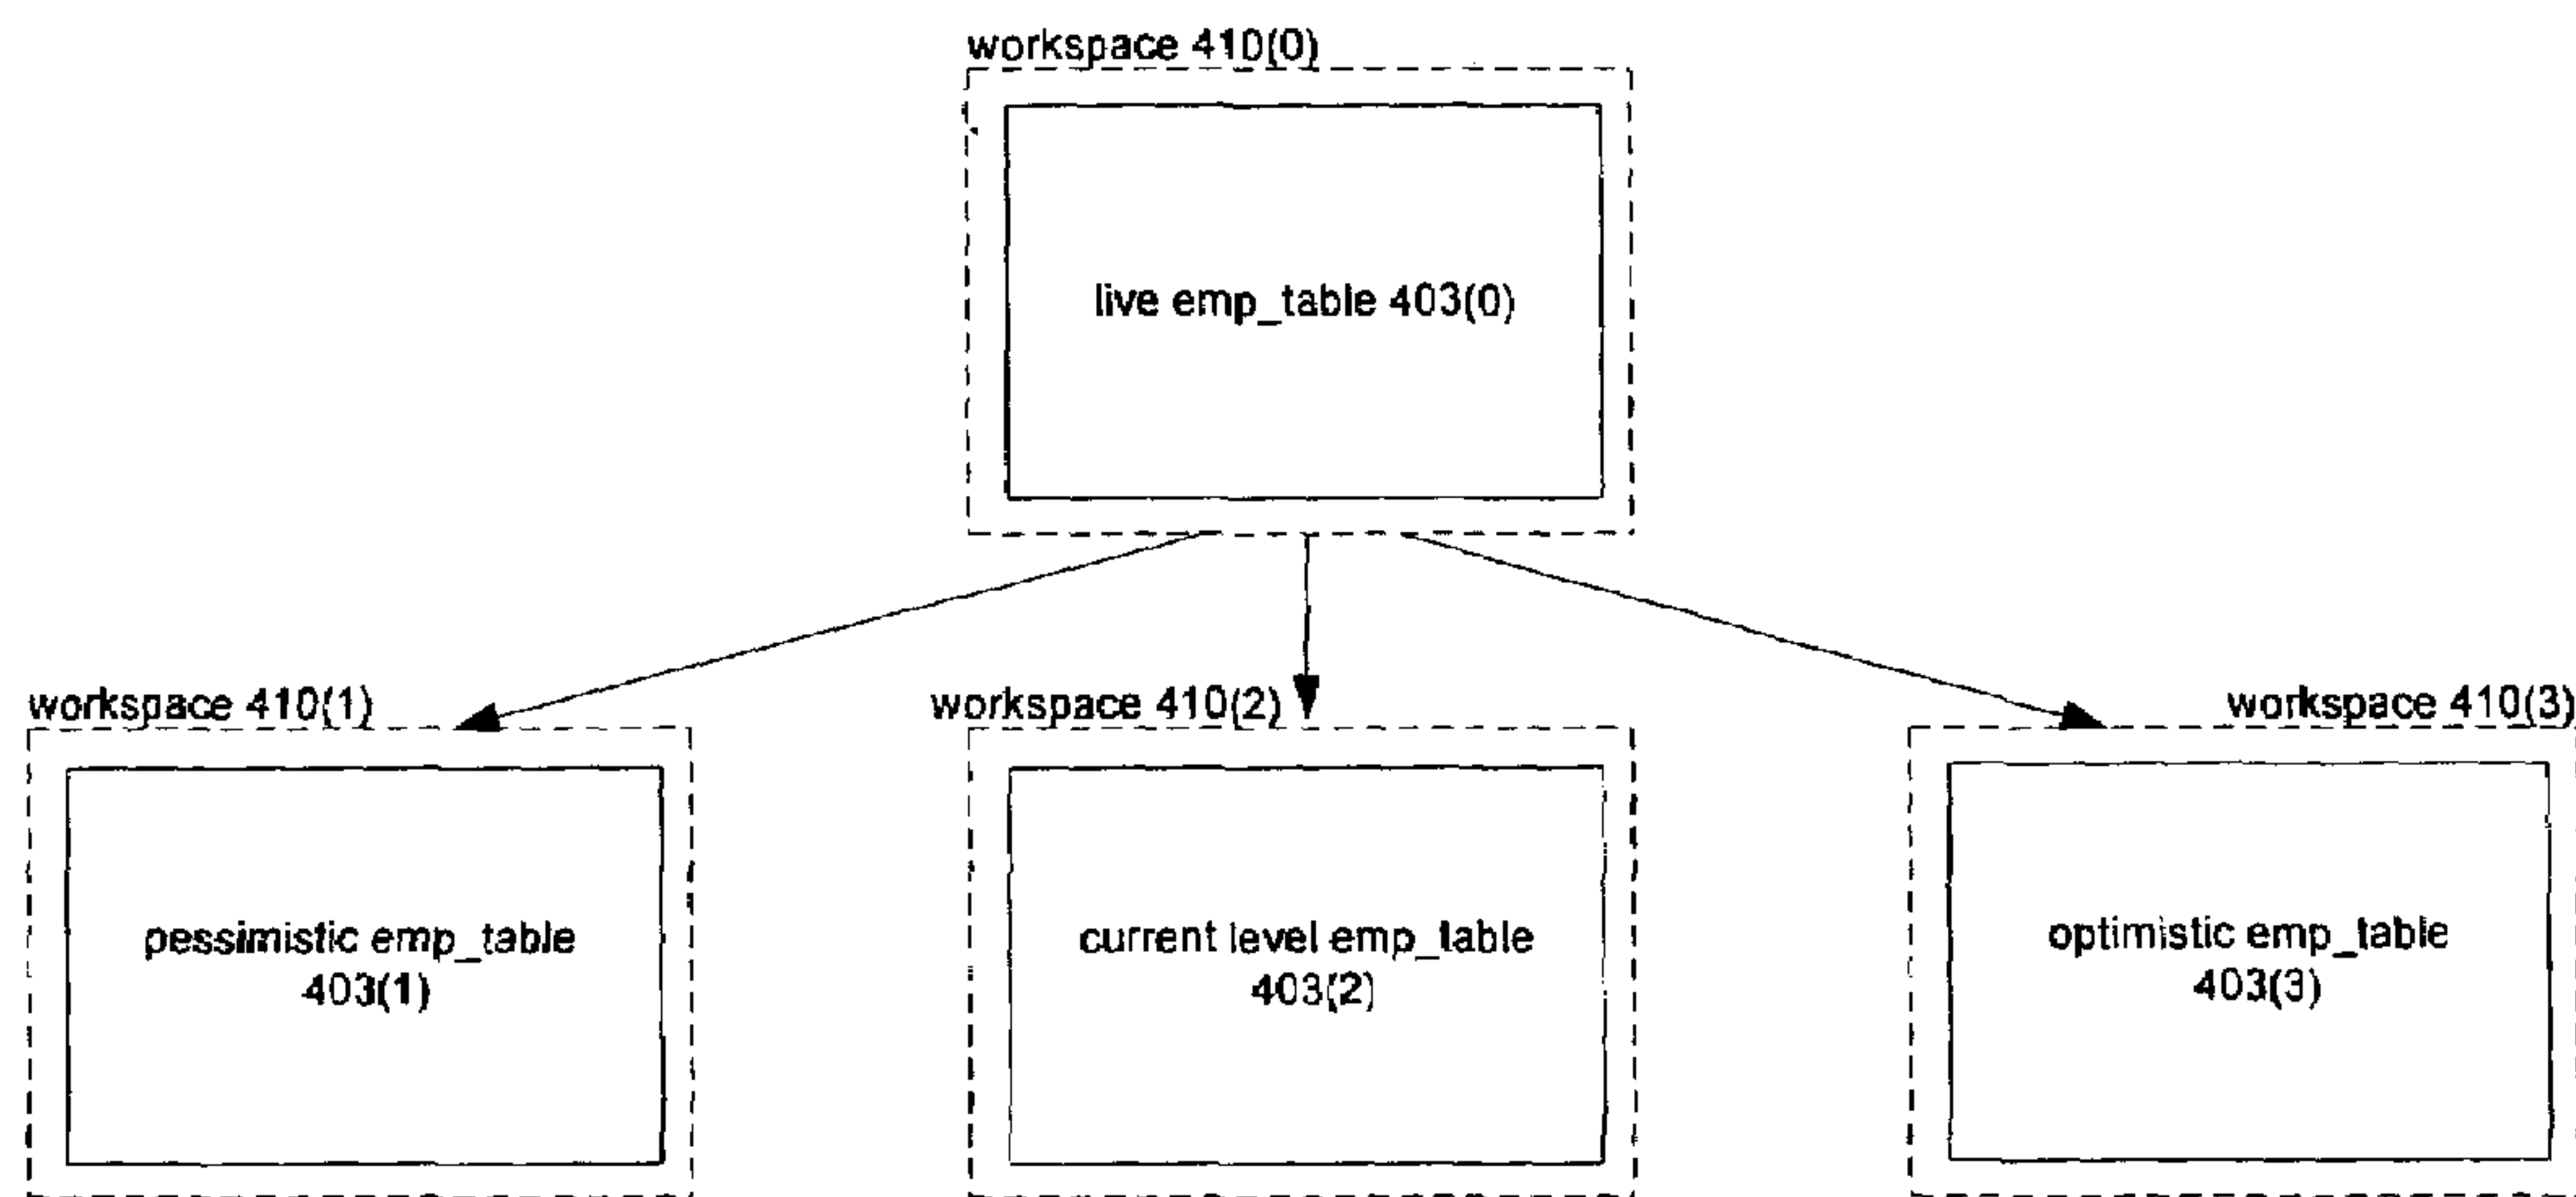 workspace 410(0)
live emp_table 403(0)
workspace 410(1)
workspace 410(2)
workspace 410(3)
pessimistic emp_table
403(1)
current level emp_table
403(2)
optimistic emp_table
403(3)